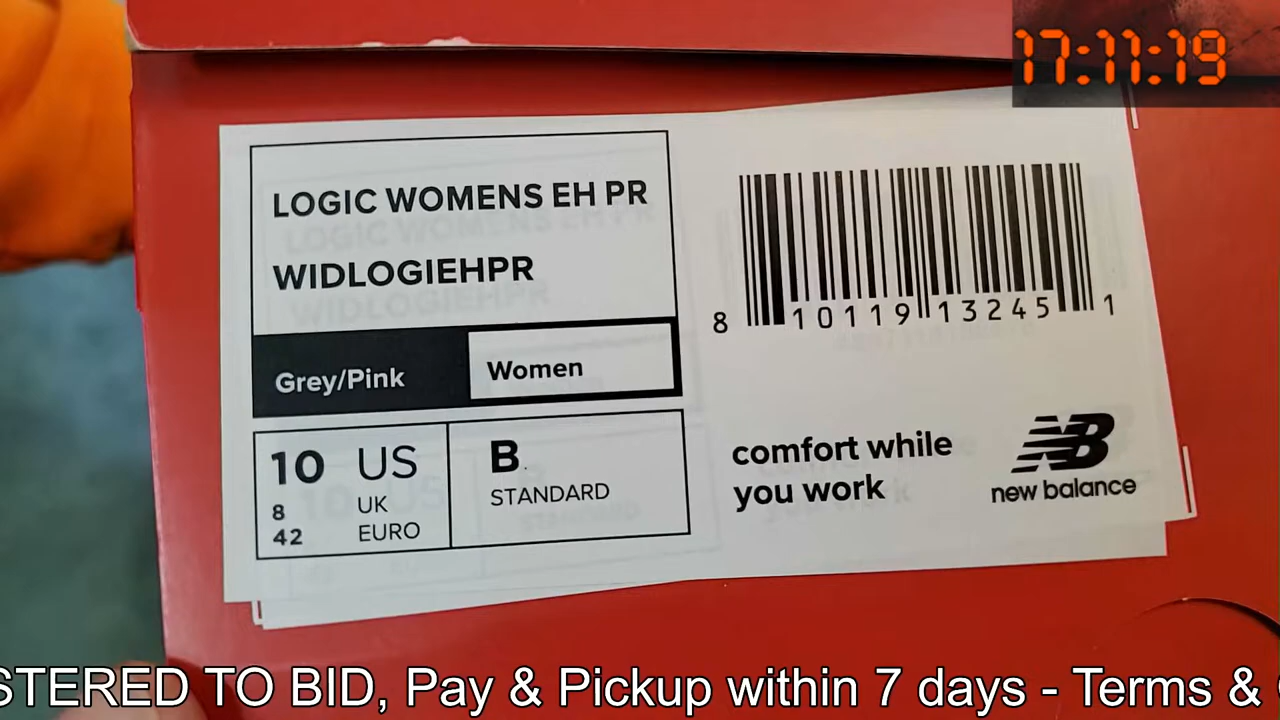 17:11:19
LOGIC WOMENS EH PR
WIDLOGIEHPR
Grey/Pink
Women
10 US
8 UK
42 EURO
B
STANDARD
8 10119 13245 1
comfort while
you work
NB
new balance
TO BID, Pay & Pickup within 7 days - Terms &